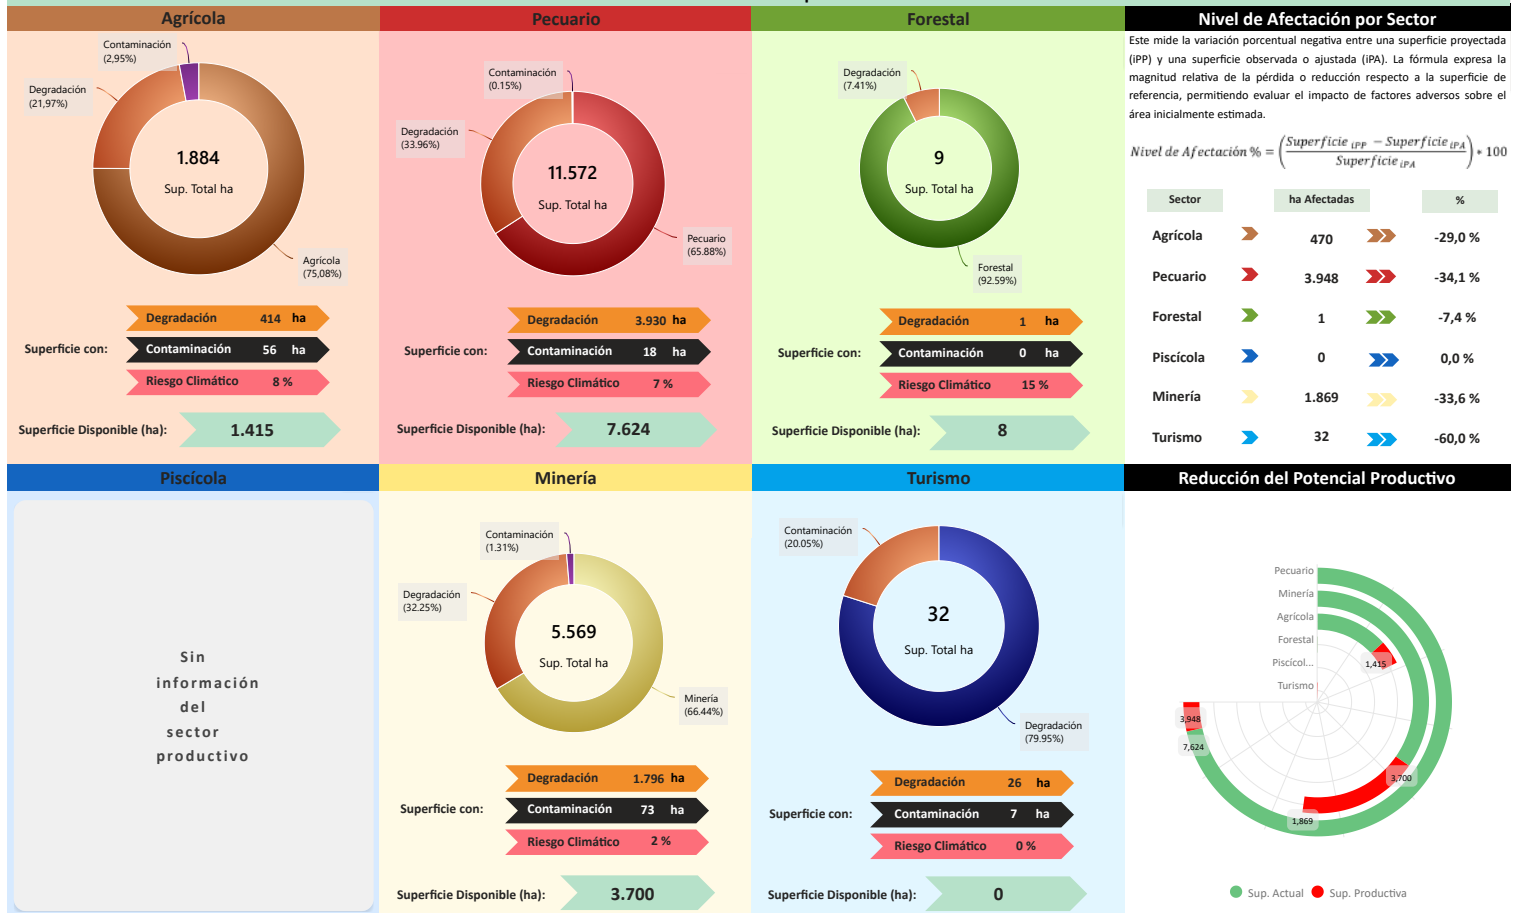 Agrícola
Contaminación
(2,95%)
Degradación
(21,97%)
1.884
Sup. Total ha
Agrícola
(75,08%)
Superficie con:
Degradación 414 ha
Contaminación 56 ha
Riesgo Climático 8 %
Superficie Disponible (ha): 1.415
Pecuario
Contaminación
(0.15%)
Degradación
(33.96%)
11.572
Sup. Total ha
Pecuario
(65.88%)
Superficie con:
Degradación 3.930 ha
Contaminación 18 ha
Riesgo Climático 7 %
Superficie Disponible (ha): 7.624
Forestal
Degradación
(7.41%)
9
Sup. Total ha
Forestal
(92.59%)
Superficie con:
Degradación 1 ha
Contaminación 0 ha
Riesgo Climático 15 %
Superficie Disponible (ha): 8
Nivel de Afectación por Sector
Este mide la variación porcentual negativa entre una superficie proyectada
(iPP) y una superficie observada o ajustada (iPA). La fórmula expresa la
magnitud relativa de la pérdida o reducción respecto a la superficie de
referencia, permitiendo evaluar el impacto de factores adversos sobre el
área inicialmente estimada.
Nivel de Afectación % = (Superficie iPP − Superficie iPA / Superficie iPA) * 100
Sector ha Afectadas %
Agrícola 470 -29,0 %
Pecuario 3.948 -34,1 %
Forestal 1 -7,4 %
Piscícola 0 0,0 %
Minería 1.869 -33,6 %
Turismo 32 -60,0 %
Piscícola
Sin
información
del
sector
productivo
Minería
Contaminación
(1.31%)
Degradación
(32.25%)
5.569
Sup. Total ha
Minería
(66.44%)
Superficie con:
Degradación 1.796 ha
Contaminación 73 ha
Riesgo Climático 2 %
Superficie Disponible (ha): 3.700
Turismo
Contaminación
(20.05%)
32
Sup. Total ha
Degradación
(79.95%)
Superficie con:
Degradación 26 ha
Contaminación 7 ha
Riesgo Climático 0 %
Superficie Disponible (ha): 0
Reducción del Potencial Productivo
Pecuario
Minería
Agrícola
Forestal
Piscícol...
Turismo
1,415
3,948
7,624
3,700
1,869
Sup. Actual Sup. Productiva